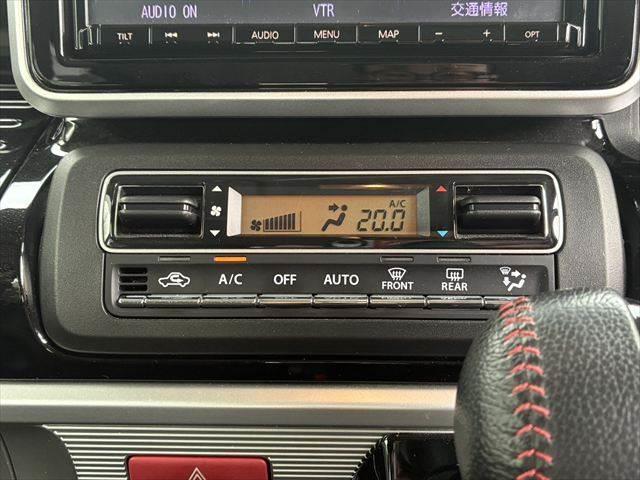 AUDIO ON VTR 交通情報
TILT AUDIO MENU MAP − + OPT
A/C
20.0
A/C OFF AUTO FRONT REAR